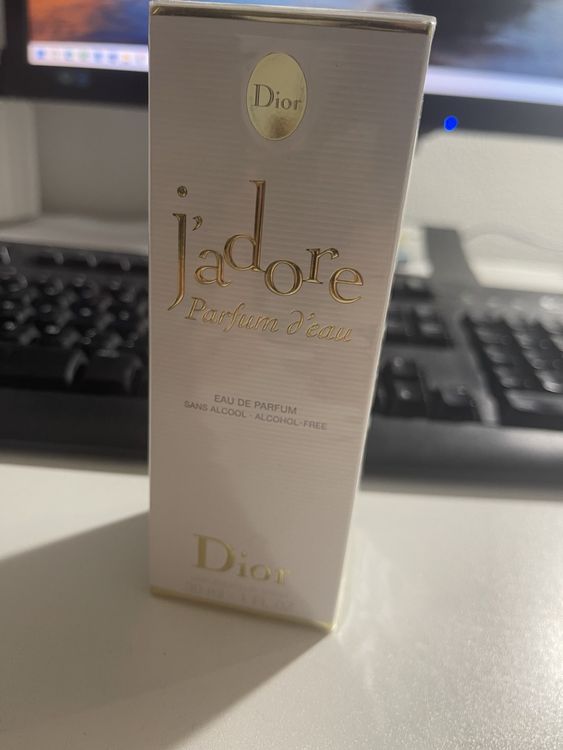 Dior
j'adore
Parfum d'eau
EAU DE PARFUM
SANS ALCOOL - ALCOHOL-FREE
Dior